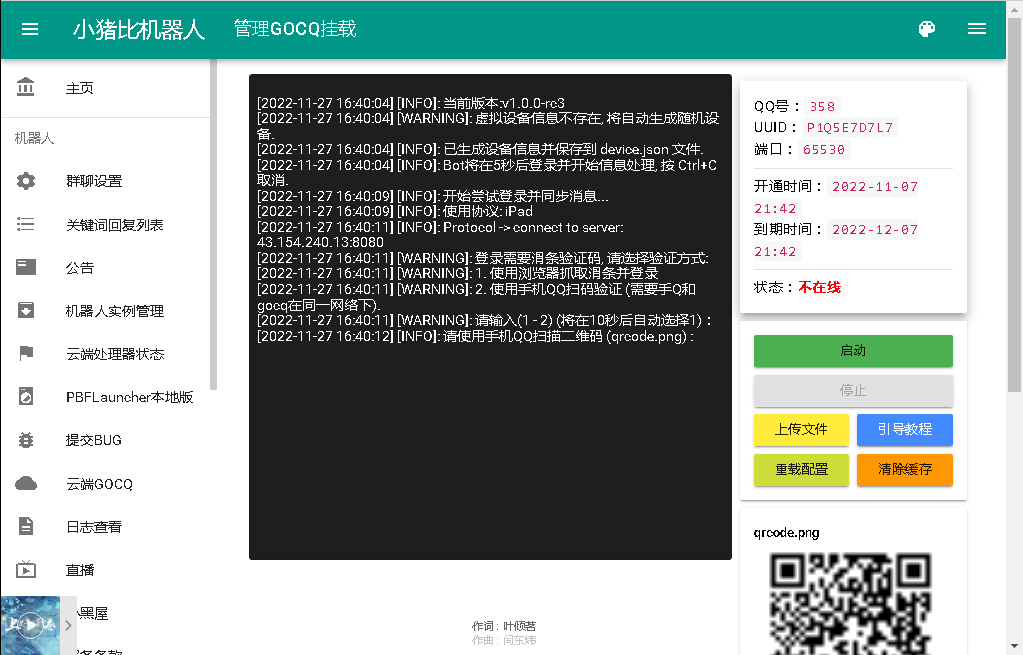 小猪比机器人 管理GOCQ挂载
主页
机器人
群聊设置
关键词回复列表
公告
机器人实例管理
云端处理器状态
PBFLauncher本地版
提交BUG
云端GOCQ
日志查看
直播
小黑屋
[2022-11-27 16:40:04] [INFO]: 当前版本:v1.0.0-rc3
[2022-11-27 16:40:04] [WARNING]: 虚拟设备信息不存在, 将自动生成随机设
备.
[2022-11-27 16:40:04] [INFO]: 已生成设备信息并保存到 device.json 文件.
[2022-11-27 16:40:04] [INFO]: Bot将在5秒后登录并开始信息处理, 按 Ctrl+C
取消.
[2022-11-27 16:40:09] [INFO]: 开始尝试登录并同步消息...
[2022-11-27 16:40:09] [INFO]: 使用协议: iPad
[2022-11-27 16:40:11] [INFO]: Protocol -> connect to server:
43.154.240.13:8080
[2022-11-27 16:40:11] [WARNING]: 登录需要滑条验证码, 请选择验证方式:
[2022-11-27 16:40:11] [WARNING]: 1. 使用浏览器抓取滑条并登录
[2022-11-27 16:40:11] [WARNING]: 2. 使用手机QQ扫码验证 (需要手Q和
gocq在同一网络下).
[2022-11-27 16:40:11] [WARNING]: 请输入(1 - 2) (将在10秒后自动选择1)：
[2022-11-27 16:40:12] [INFO]: 请使用手机QQ扫描二维码 (qrcode.png) :
作词 : 叶倾茗
作曲 : 闫东炜
QQ号： 358
UUID： P1Q5E7D7L7
端口： 65530
开通时间： 2022-11-07
21:42
到期时间： 2022-12-07
21:42
状态：不在线
启动
停止
上传文件 引导教程
重载配置 清除缓存
qrcode.png